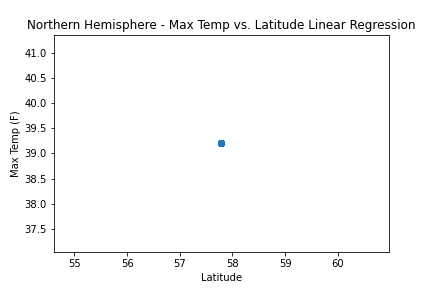 Northern Hemisphere - Max Temp vs. Latitude Linear Regression
41.0
40.5
40.0
39.5
39.0
38.5
38.0
37.5
Max Temp (F)
55 56 57 58 59 60
Latitude